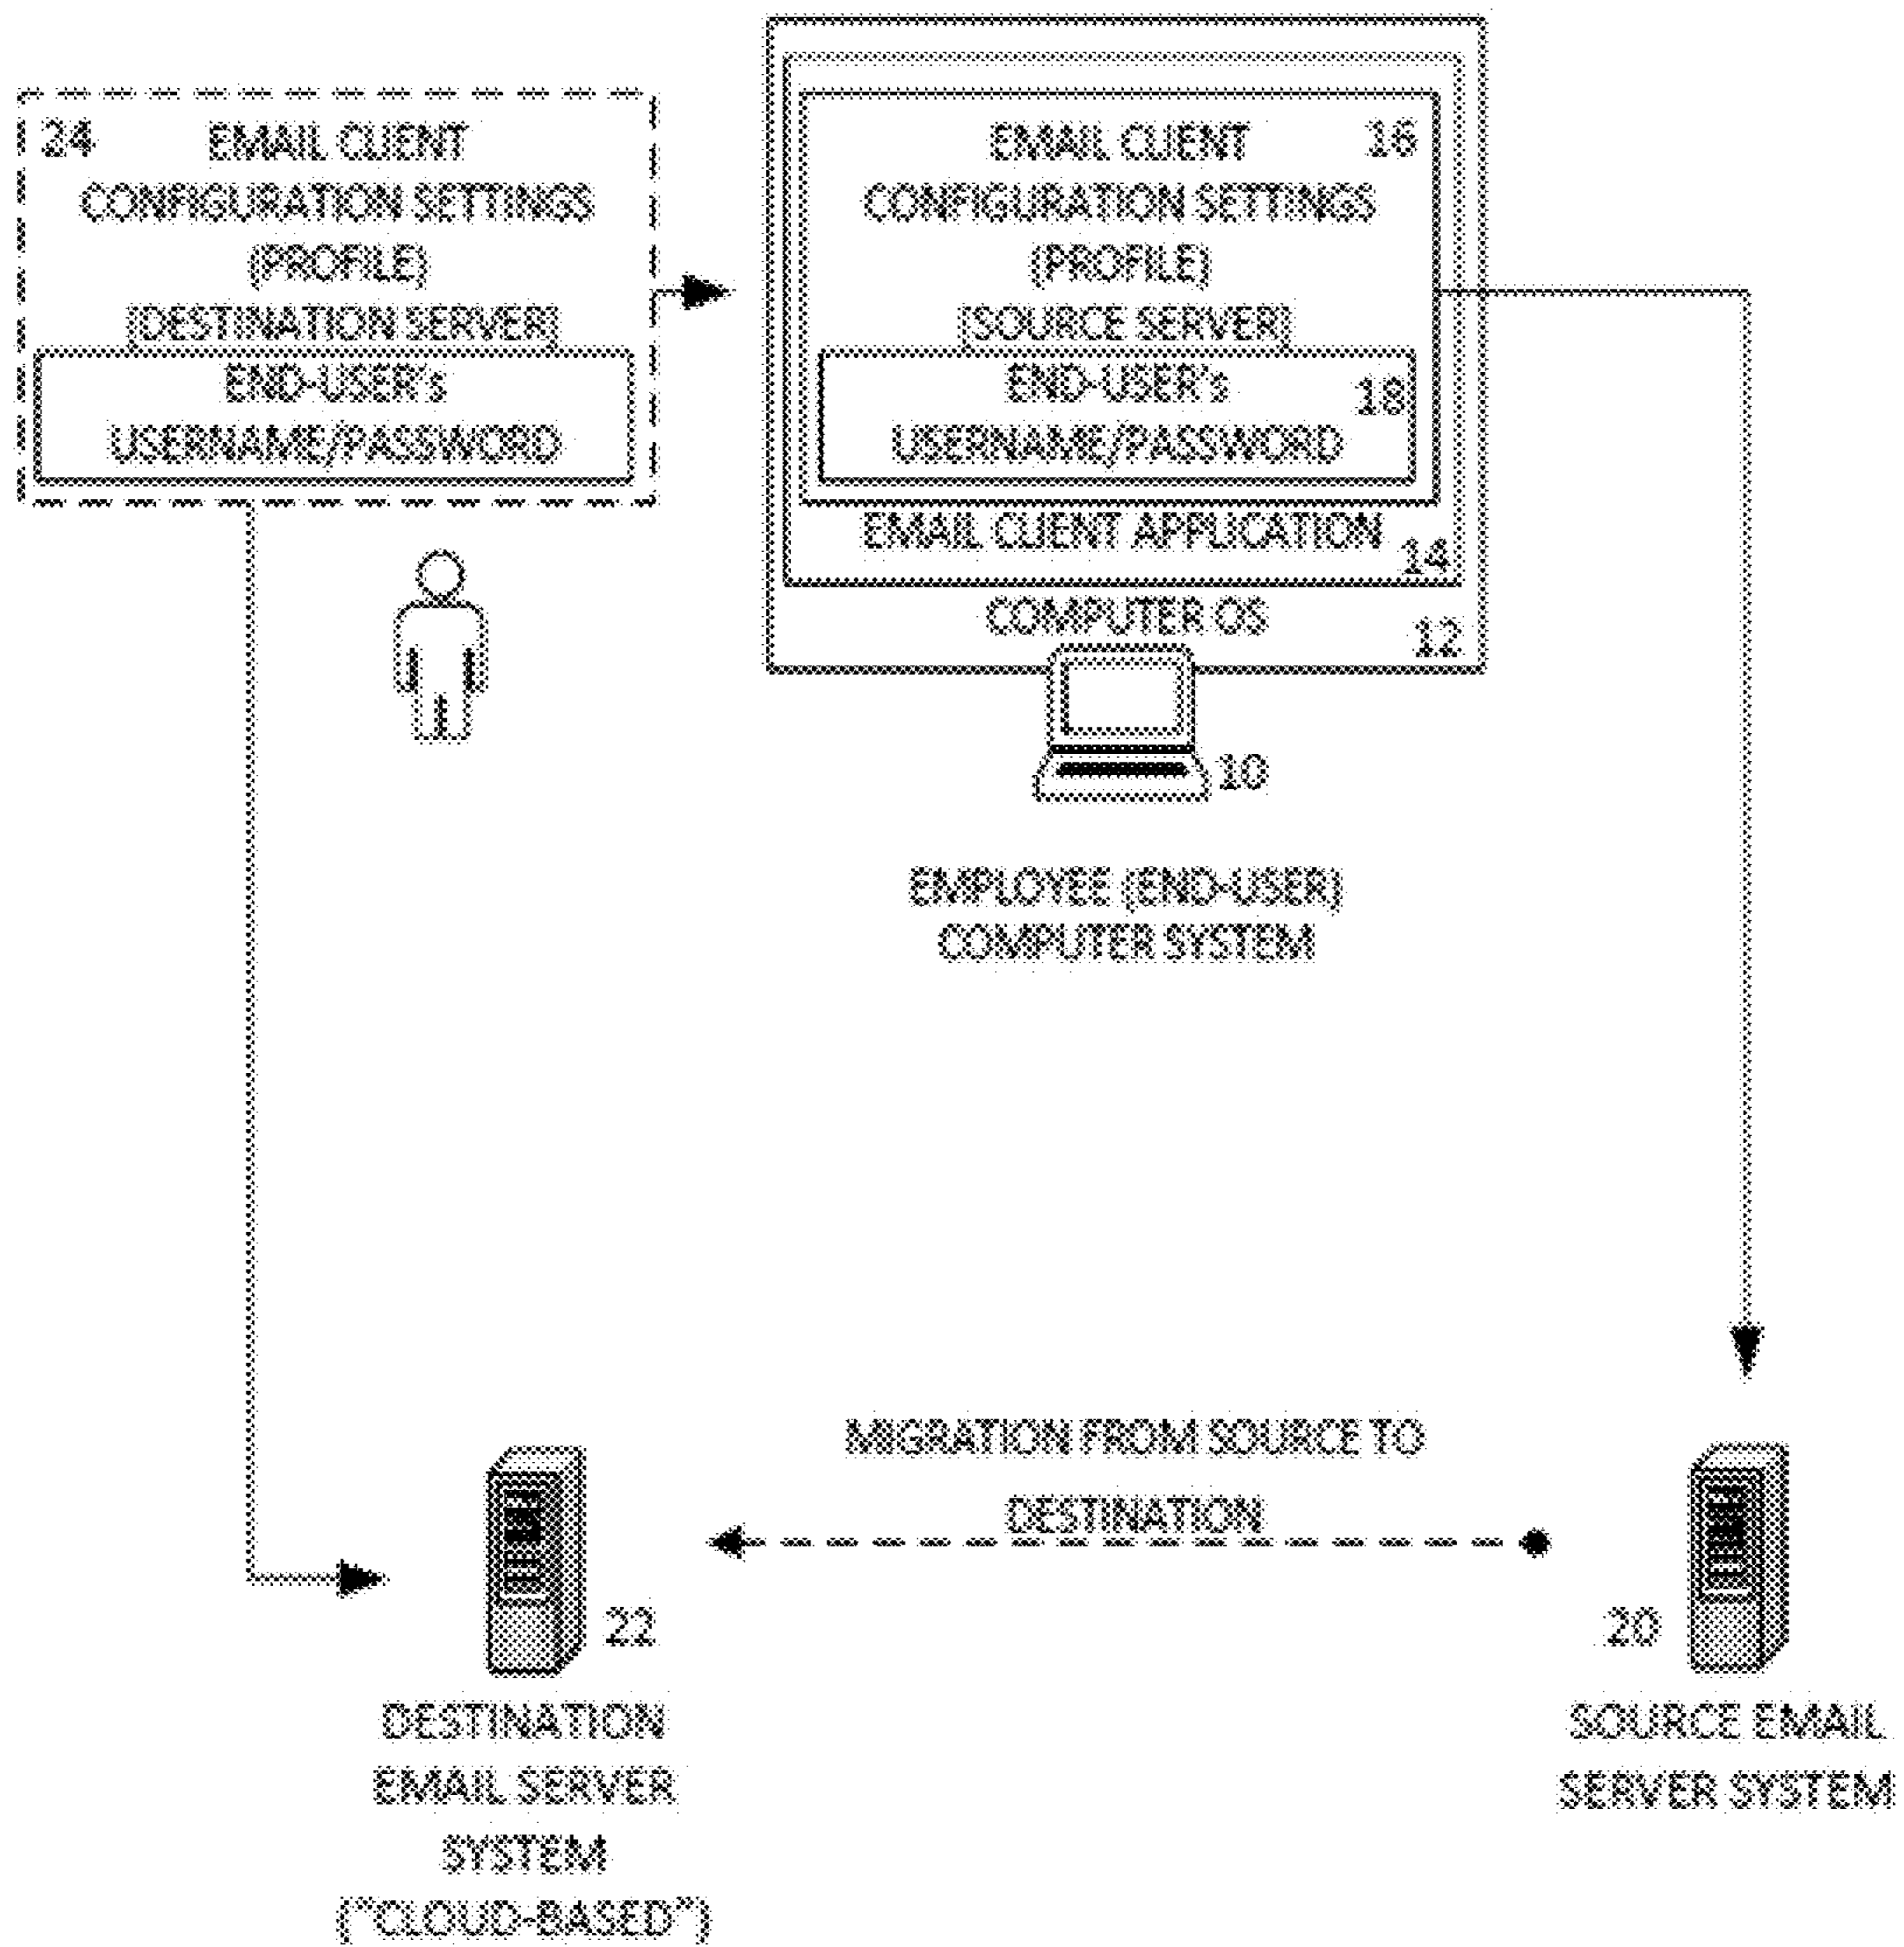 24
EMAIL CLIENT
CONFIGURATION SETTINGS
(PROFILE)
[DESTINATION SERVER]
END-USER's
USERNAME/PASSWORD
EMAIL CLIENT
16
CONFIGURATION SETTINGS
(PROFILE)
[SOURCE SERVER]
END-USER's
18
USERNAME/PASSWORD
EMAIL CLIENT APPLICATION
14
COMPUTER OS
12
10
EMPLOYEE (END-USER)
COMPUTER SYSTEM
MIGRATION FROM SOURCE TO
DESTINATION
22
DESTINATION
EMAIL SERVER
SYSTEM
("CLOUD-BASED")
20
SOURCE EMAIL
SERVER SYSTEM